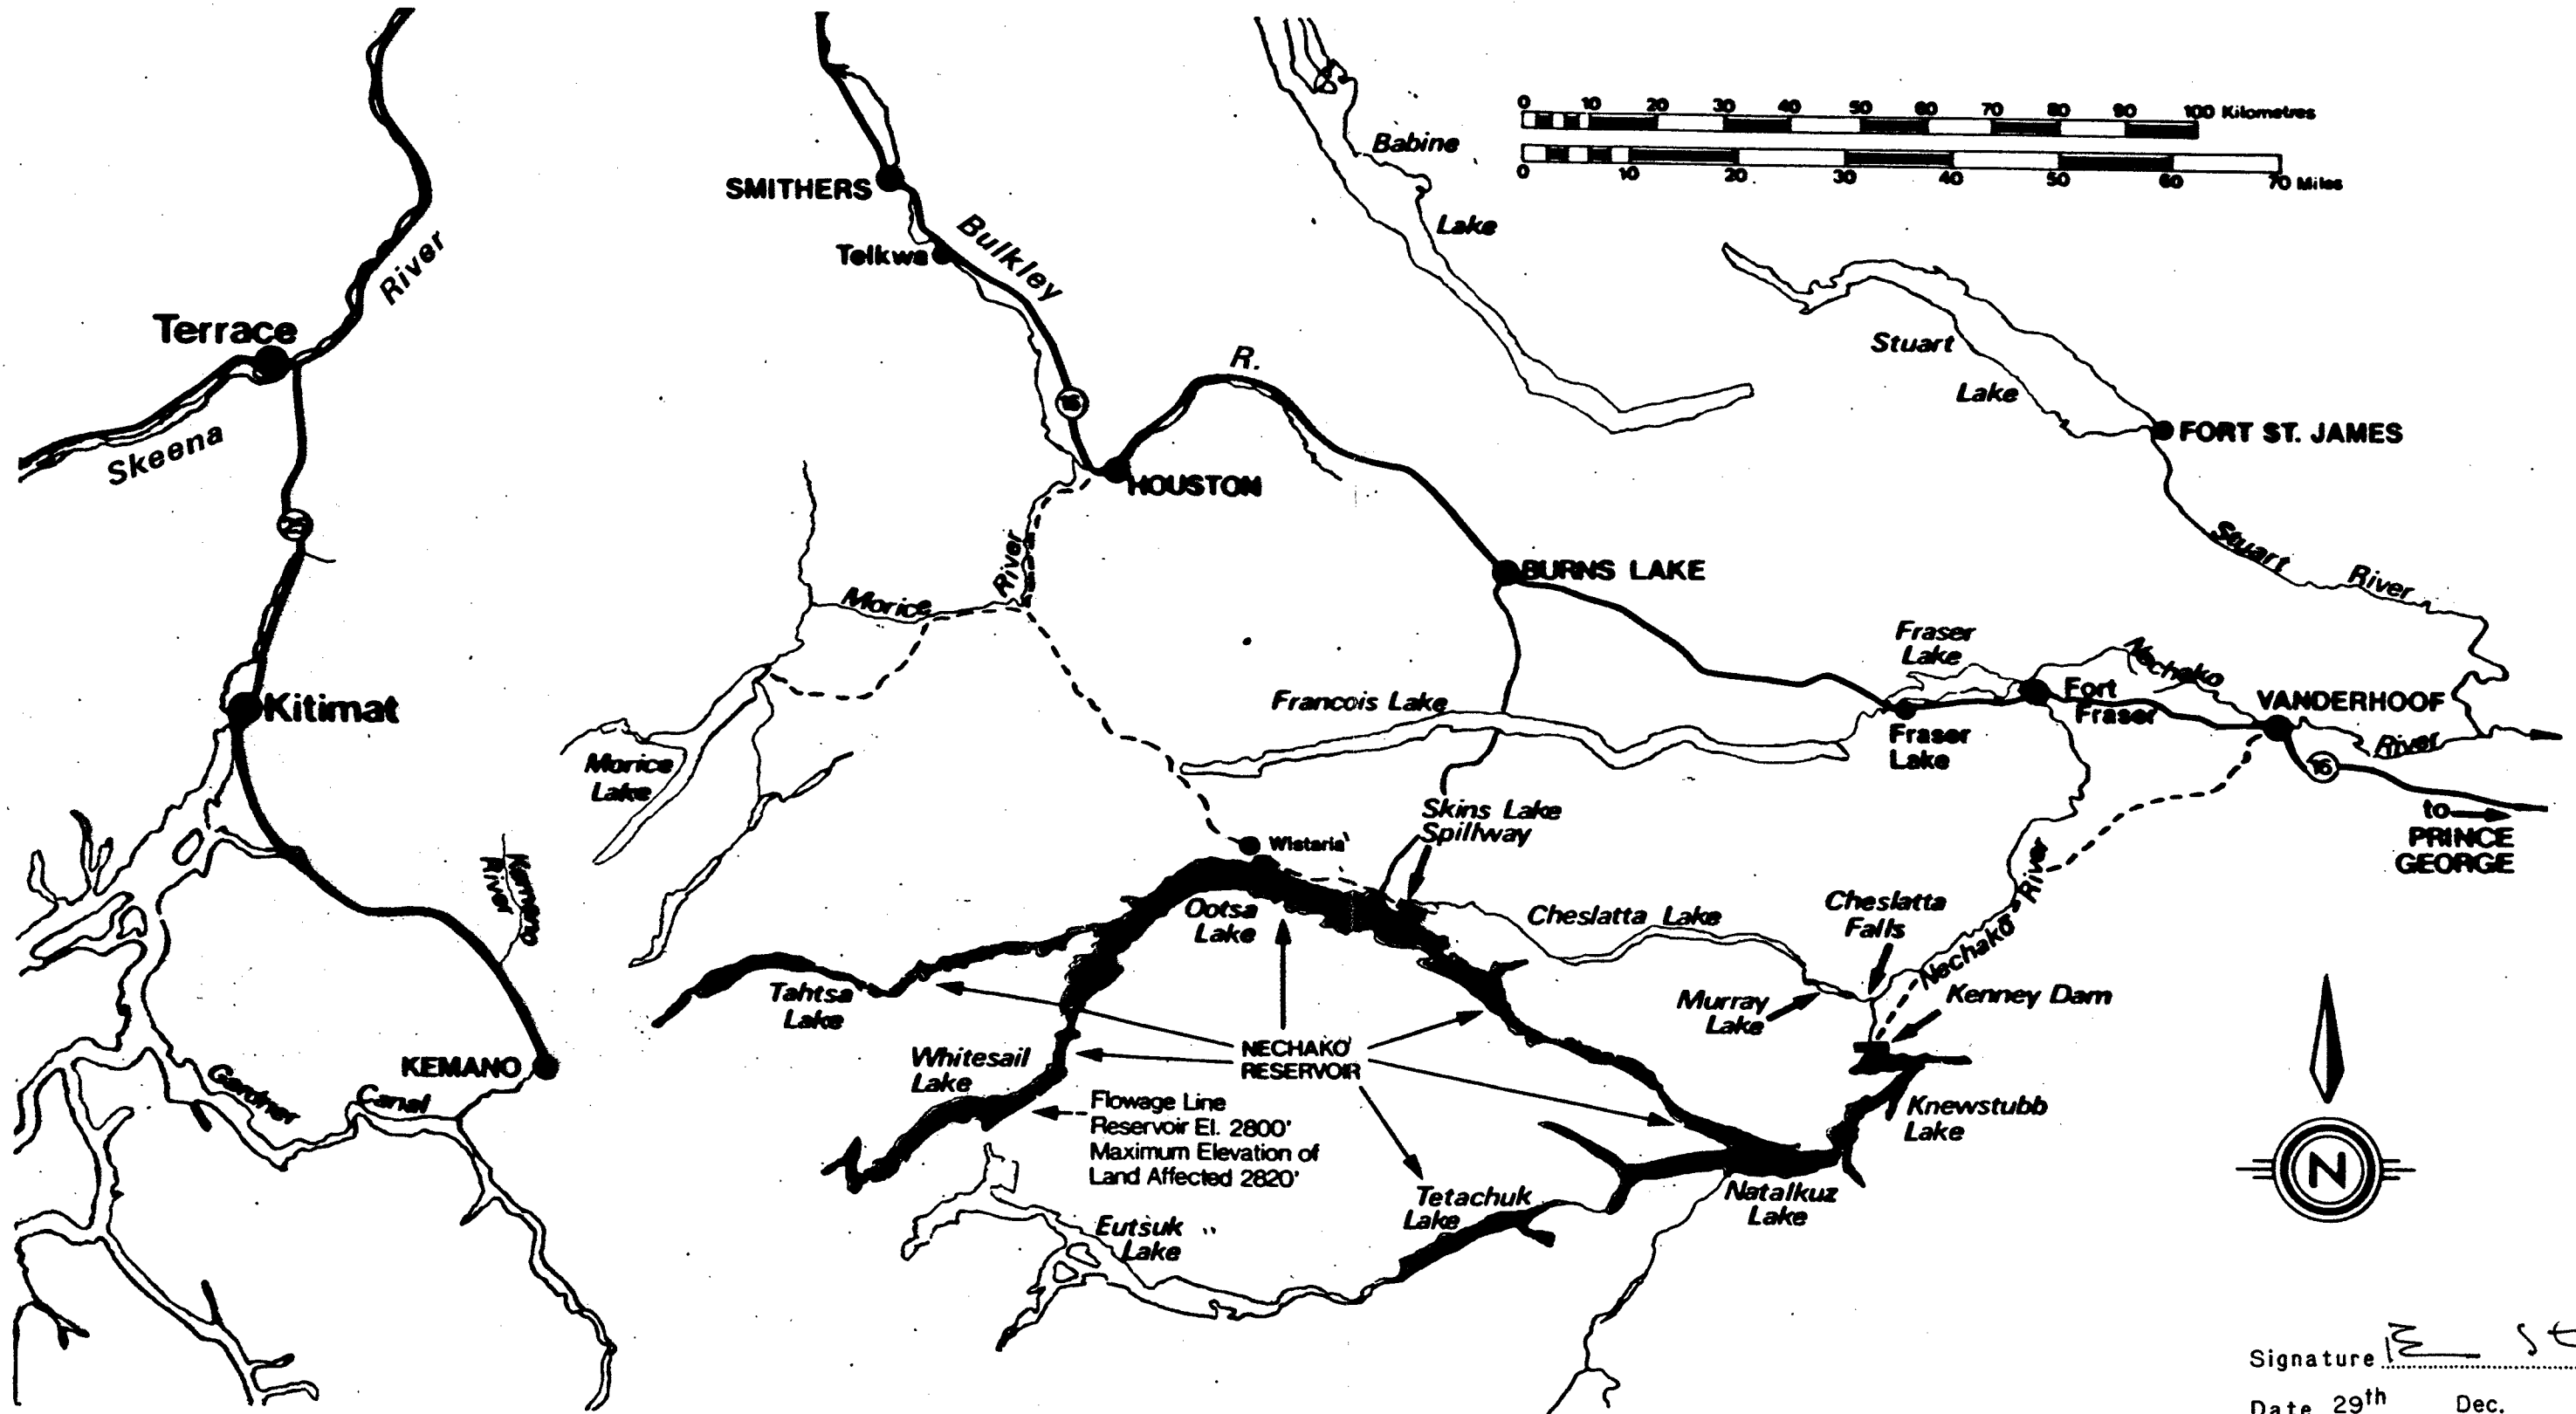 0 10 20 30 40 50 60 70 80 90 100 Kilometres
0 10 20 30 40 50 60 70 Miles
Babine
Lake
SMITHERS
Telkwa
Bulkley
R.
River
Terrace
Skeena
25
16
HOUSTON
Stuart
Lake
FORT ST. JAMES
Stuart
River
BURNS LAKE
River
Morice
Fraser
Lake
Nechako
Fort
Fraser
VANDERHOOF
River
Kitimat
Francois Lake
Fraser
Lake
16
Morice
Lake
to
PRINCE
GEORGE
Skins Lake
Spillway
Wistaria
Kemano
River
Ootsa
Lake
Cheslatta Lake
Cheslatta
Falls
Nechako River
Tahtsa
Lake
Murray
Lake
Kenney Dam
KEMANO
Whitesail
Lake
NECHAKO
RESERVOIR
Gardner Canal
Flowage Line
Reservoir El. 2800'
Maximum Elevation of
Land Affected 2820'
Knewstubb
Lake
Tetachuk
Lake
Natalkuz
Lake
Eutsuk
Lake
N
Signature
Date 29th Dec.